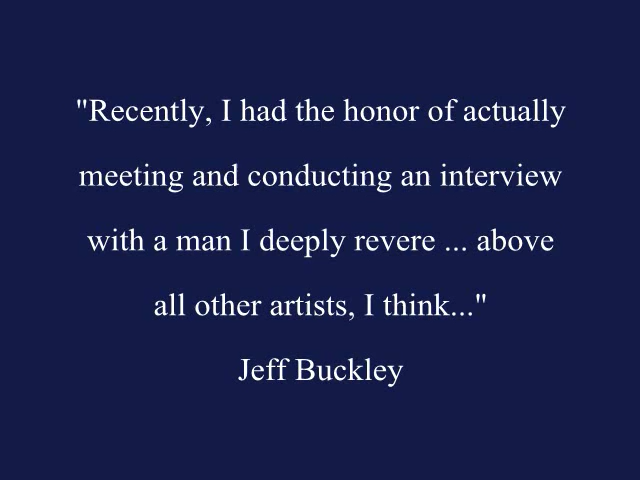 "Recently, I had the honor of actually
meeting and conducting an interview
with a man I deeply revere ... above
all other artists, I think..."
Jeff Buckley